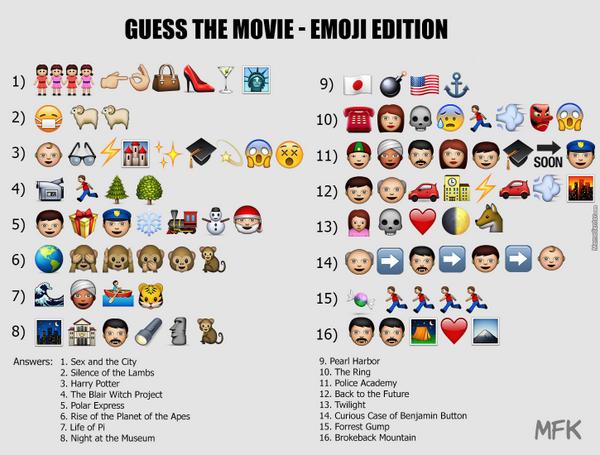 GUESS THE MOVIE - EMOJI EDITION
1)
2)
3)
4)
5)
6)
7)
8)
9)
10)
11) SOON
12)
13)
14)
15)
16)
Answers: 1. Sex and the City
2. Silence of the Lambs
3. Harry Potter
4. The Blair Witch Project
5. Polar Express
6. Rise of the Planet of the Apes
7. Life of Pi
8. Night at the Museum
9. Pearl Harbor
10. The Ring
11. Police Academy
12. Back to the Future
13. Twilight
14. Curious Case of Benjamin Button
15. Forrest Gump
16. Brokeback Mountain
MFK